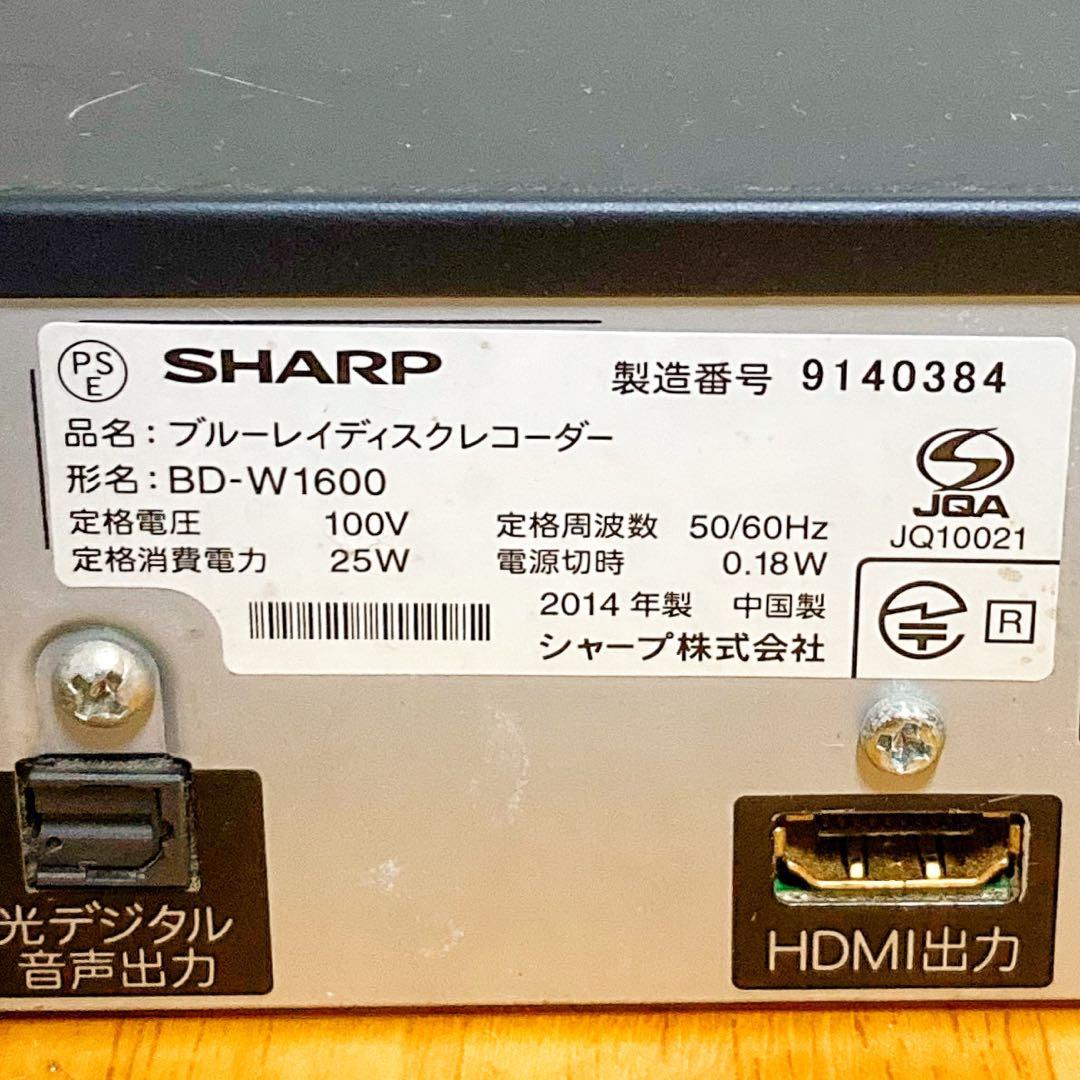 PS
E
SHARP 製造番号 9140384
品名:ブルーレイディスクレコーダー
形名:BD-W1600
定格電圧 100V 定格周波数 50/60Hz
定格消費電力 25W 電源切時 0.18W
2014年製 中国製
シャープ株式会社
JQA
JQ10021
R
光デジタル
音声出力
HDMI出力